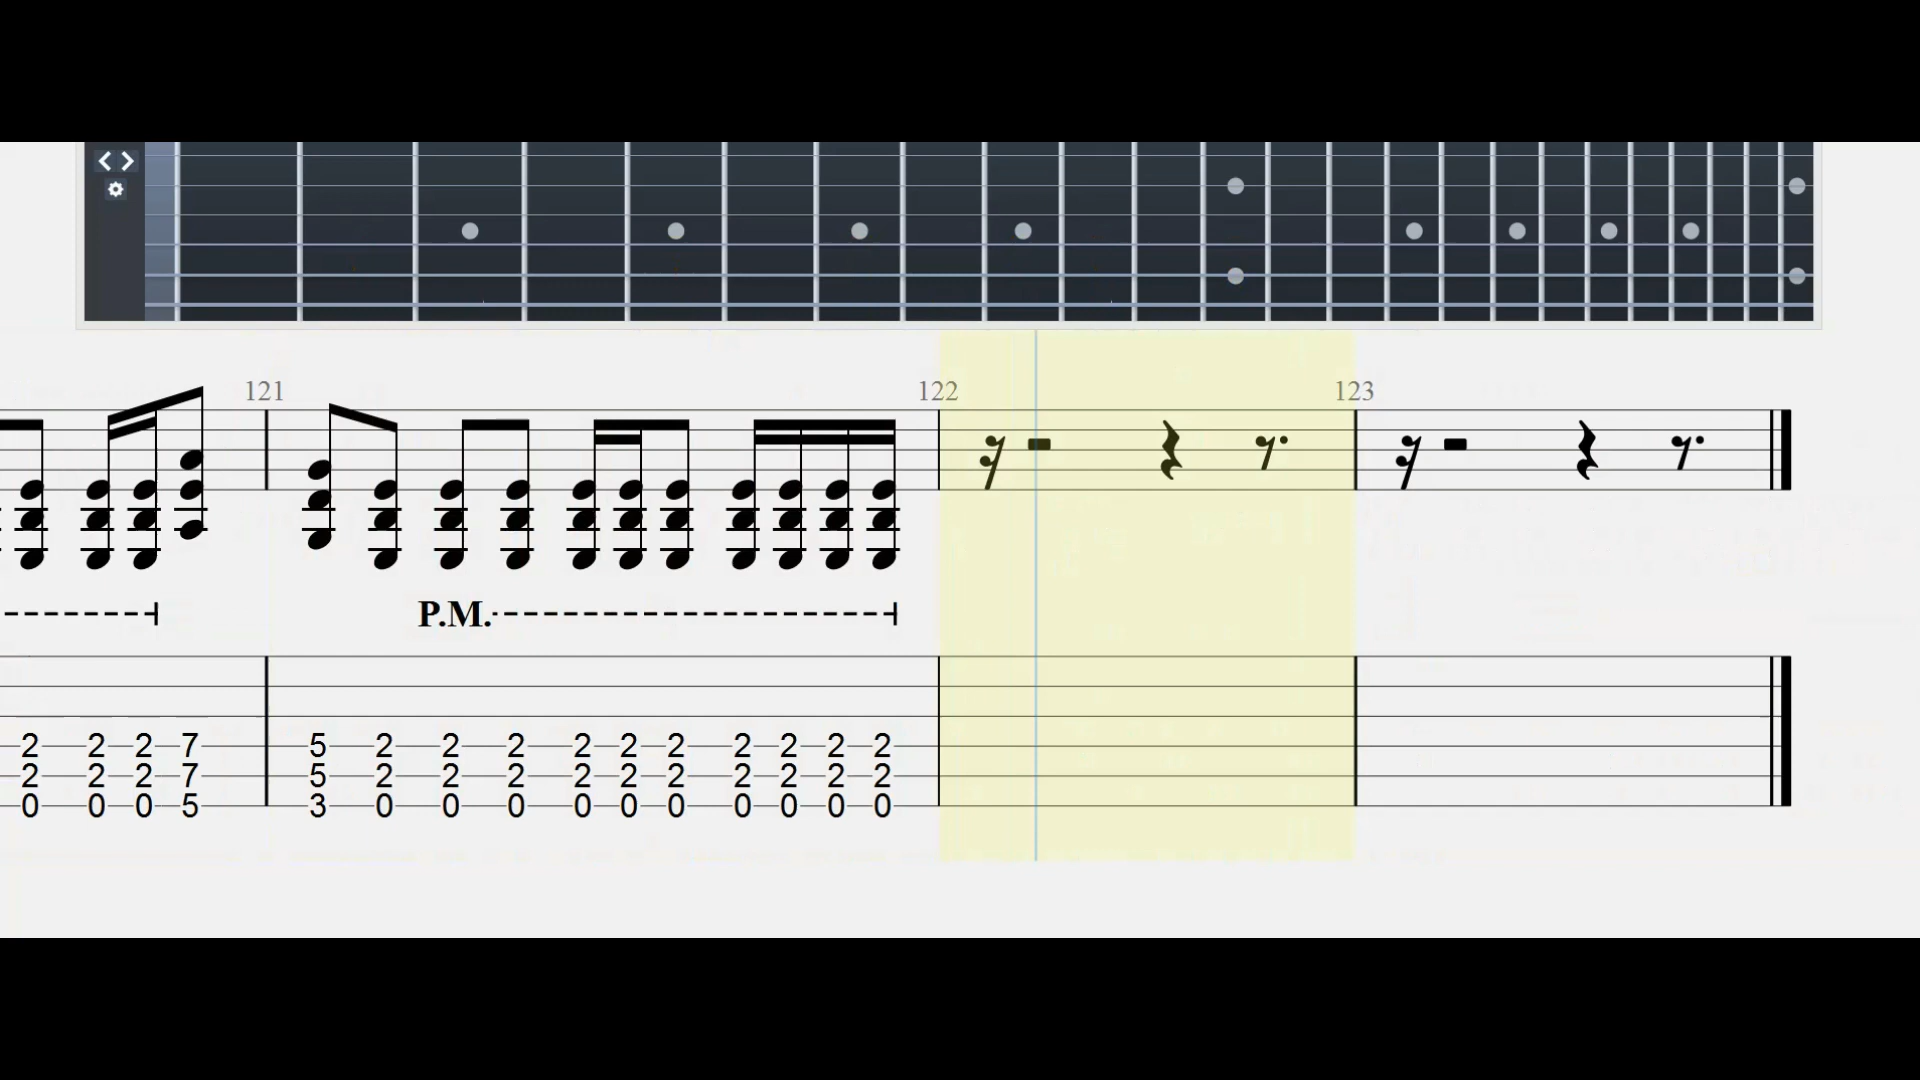 121 122 123
P.M.
2 2 2 7 5 2 2 2 2 2 2 2 2 2 2
2 2 2 7 5 2 2 2 2 2 2 2 2 2 2
0 0 0 5 3 0 0 0 0 0 0 0 0 0 0